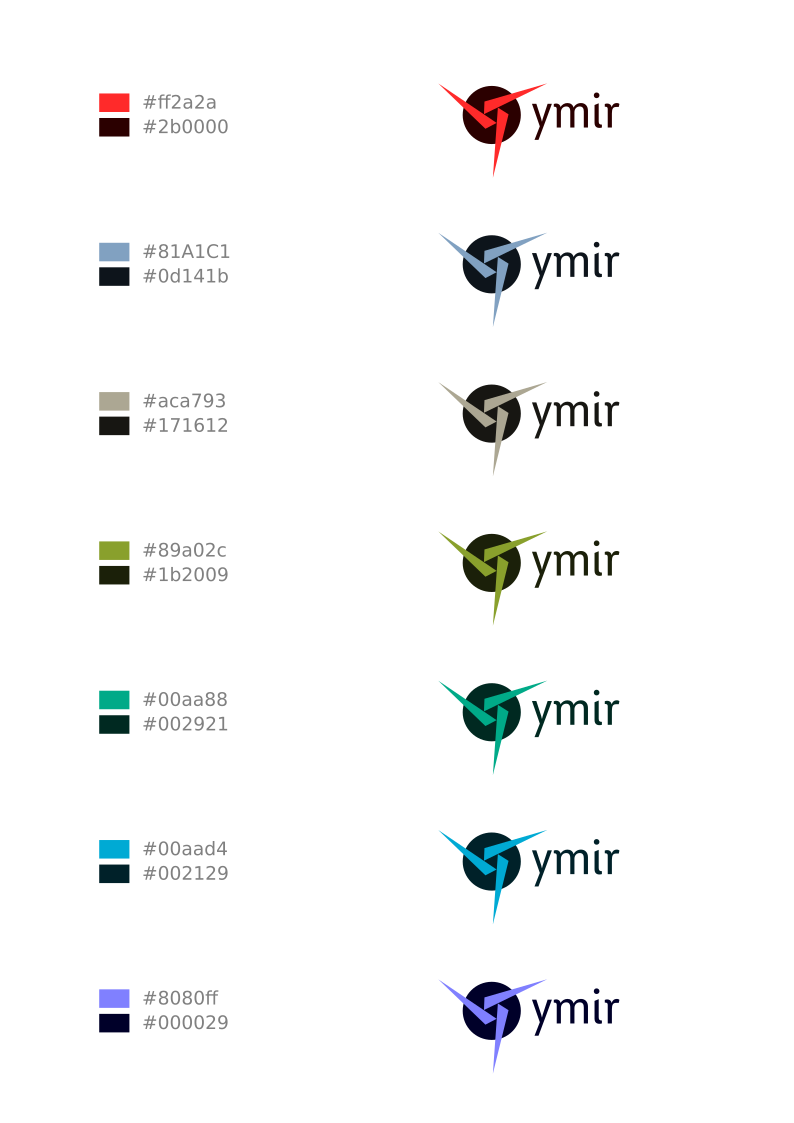 #ff2a2a
#2b0000
ymir
#81A1C1
#0d141b
ymir
#aca793
#171612
ymir
#89a02c
#1b2009
ymir
#00aa88
#002921
ymir
#00aad4
#002129
ymir
#8080ff
#000029
ymir